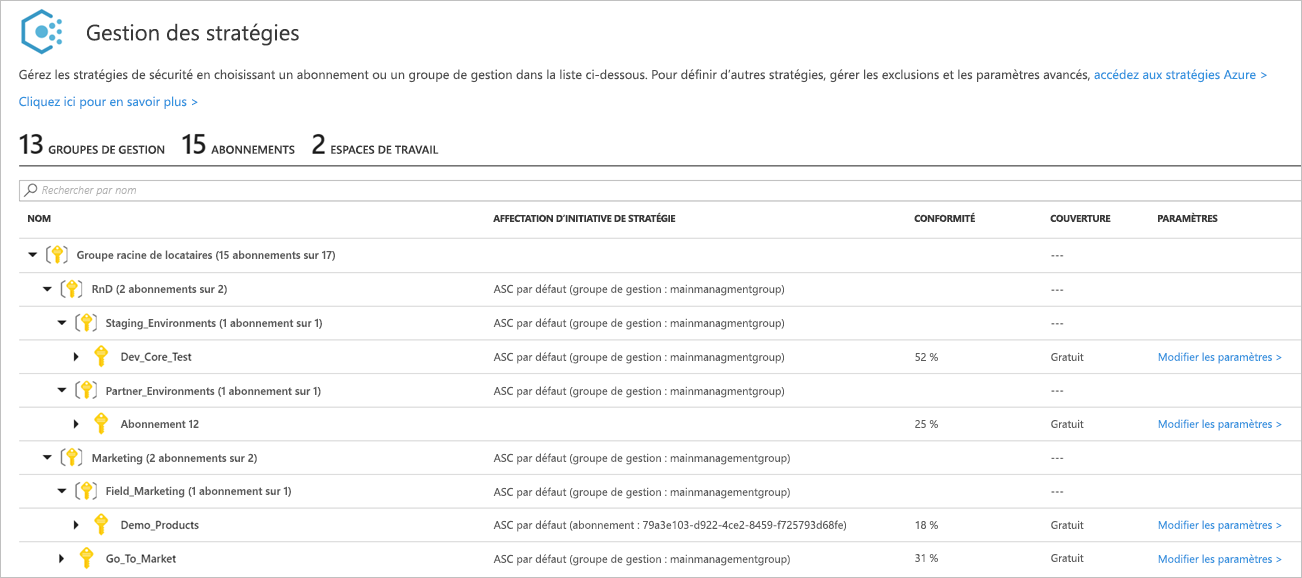 Gestion des stratégies
Gérez les stratégies de sécurité en choisissant un abonnement ou un groupe de gestion dans la liste ci-dessous. Pour définir d’autres stratégies, gérer les exclusions et les paramètres avancés, accédez aux stratégies Azure >
Cliquez ici pour en savoir plus >
13 GROUPES DE GESTION 15 ABONNEMENTS 2 ESPACES DE TRAVAIL
Rechercher par nom
NOM AFFECTATION D’INITIATIVE DE STRATÉGIE CONFORMITÉ COUVERTURE PARAMÈTRES
Groupe racine de locataires (15 abonnements sur 17) ---
RnD (2 abonnements sur 2) ASC par défaut (groupe de gestion : mainmanagmentgroup) ---
Staging_Environments (1 abonnement sur 1) ASC par défaut (groupe de gestion : mainmanagmentgroup) ---
Dev_Core_Test ASC par défaut (groupe de gestion : mainmanagmentgroup) 52 % Gratuit Modifier les paramètres >
Partner_Environments (1 abonnement sur 1) ASC par défaut (groupe de gestion : mainmanagmentgroup) ---
Abonnement 12 ASC par défaut (groupe de gestion : mainmanagmentgroup) 25 % Gratuit Modifier les paramètres >
Marketing (2 abonnements sur 2) ASC par défaut (groupe de gestion : mainmanagementgroup) ---
Field_Marketing (1 abonnement sur 1) ASC par défaut (groupe de gestion : mainmanagementgroup) ---
Demo_Products ASC par défaut (abonnement : 79a3e103-d922-4ce2-8459-f725793d68fe) 18 % Gratuit Modifier les paramètres >
Go_To_Market ASC par défaut (groupe de gestion : mainmanagementgroup) 31 % Gratuit Modifier les paramètres >